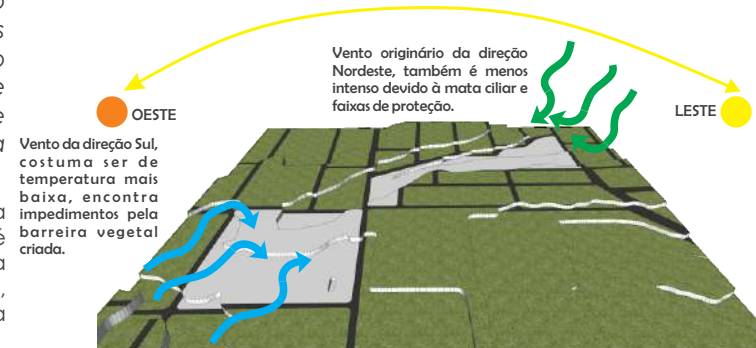 Vento originário da direção
Nordeste, também é menos
intenso devido à mata ciliar e
faixas de proteção.
OESTE
LESTE
Vento da direção Sul,
costuma ser de
temperatura mais
baixa, encontra
impedimentos pela
barreira vegetal
criada.